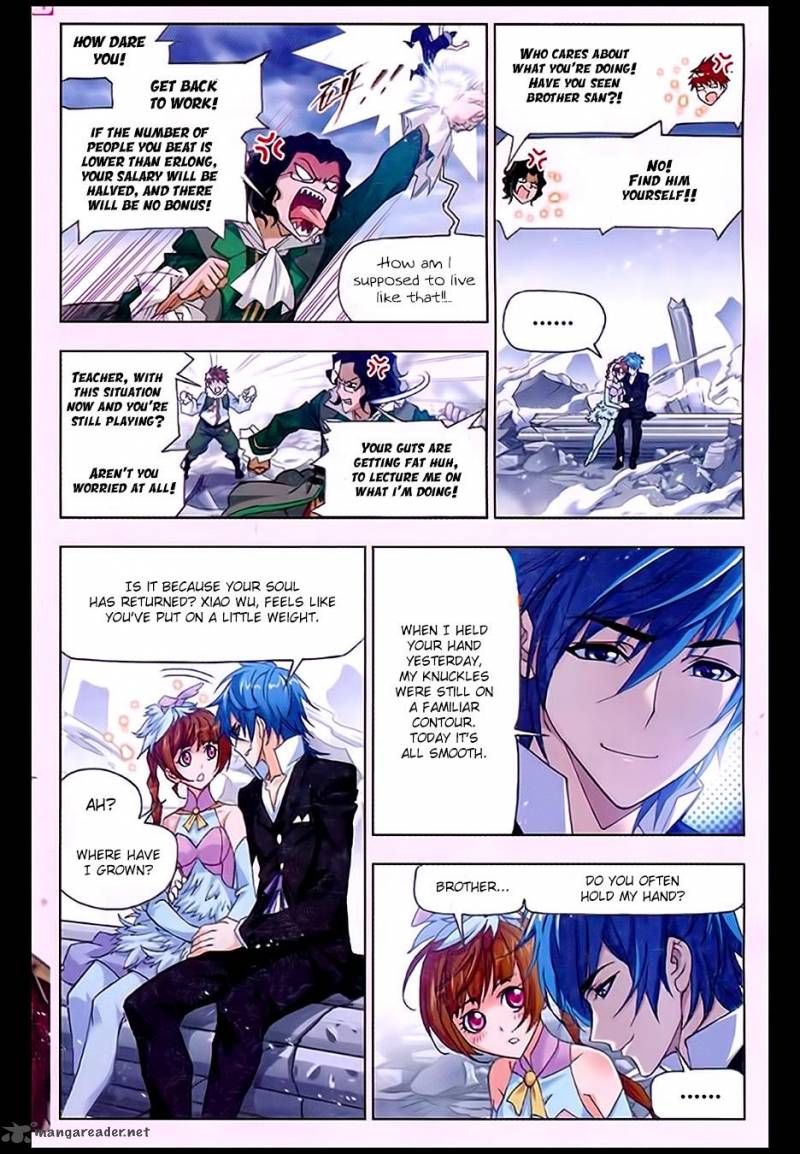 HOW DARE
YOU!
GET BACK
TO WORK!
IF THE NUMBER OF
PEOPLE YOU BEAT IS
LOWER THAN ERLONG,
YOUR SALARY WILL BE
HALVED, AND THERE
WILL BE NO BONUS!
How am I
supposed to live
like that!!..
TEACHER, WITH
THIS SITUATION
NOW AND YOU'RE
STILL PLAYING?
AREN'T YOU
WORRIED AT ALL!
YOUR GUTS ARE
GETTING FAT HUH,
TO LECTURE ME ON
WHAT I'M DOING!
WHO CARES ABOUT
WHAT YOU'RE DOING!
HAVE YOU SEEN
BROTHER SAN?!
NO!
FIND HIM
YOURSELF!!
......
IS IT BECAUSE YOUR SOUL
HAS RETURNED? XIAO WU, FEELS LIKE
YOU'VE PUT ON A LITTLE WEIGHT.
AH?
WHERE HAVE
I GROWN?
WHEN I HELD
YOUR HAND
YESTERDAY,
MY KNUCKLES
WERE STILL ON
A FAMILIAR
CONTOUR.
TODAY IT'S
ALL SMOOTH.
BROTHER...
DO YOU OFTEN
HOLD MY HAND?
......
mangareader.net